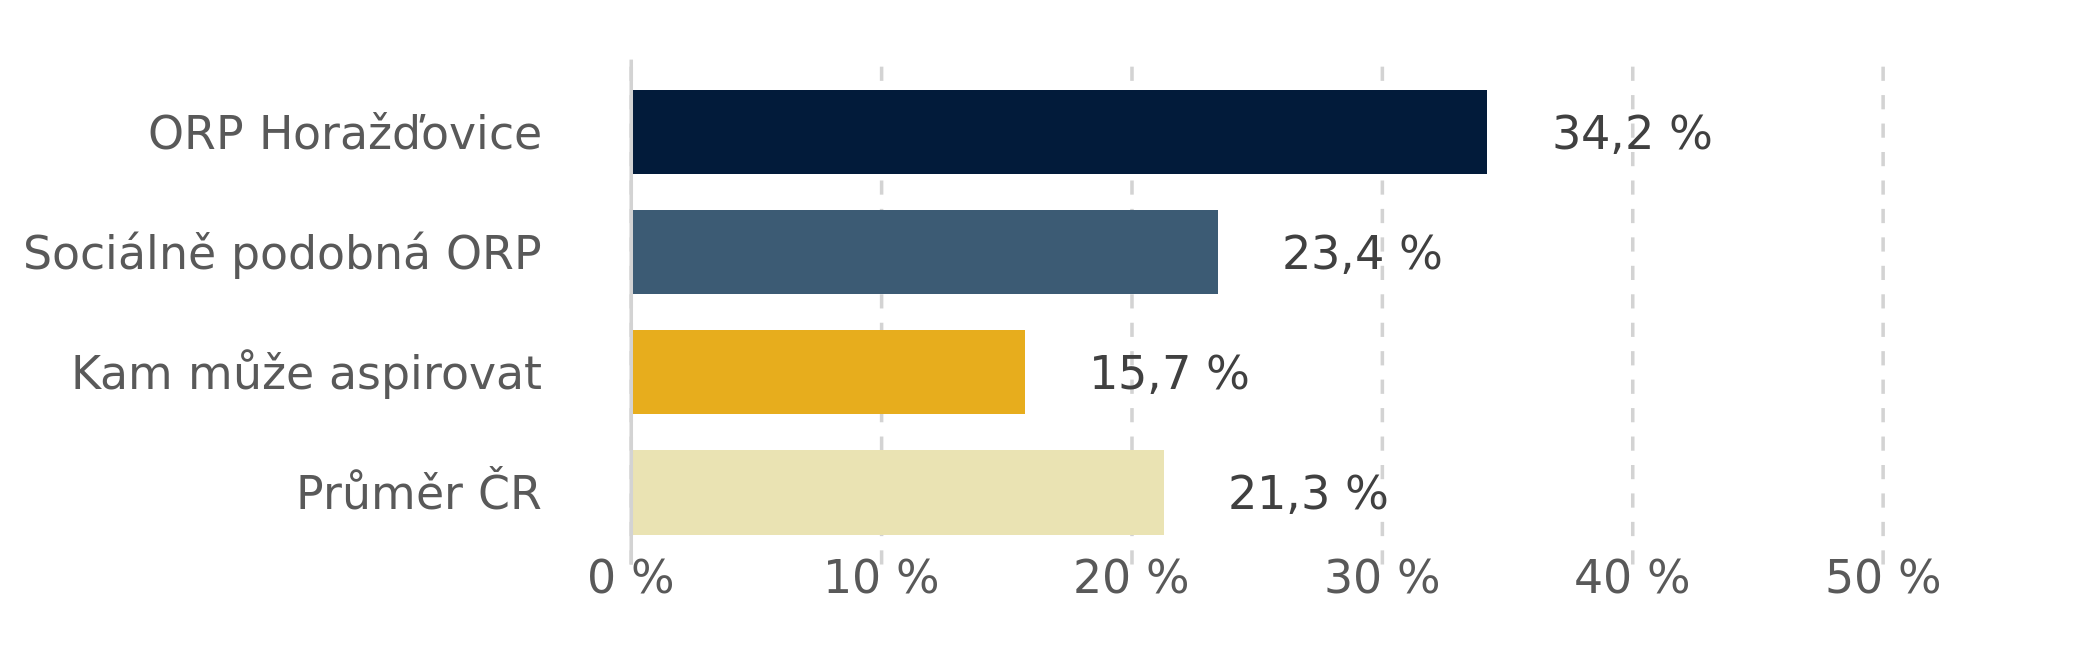 ORP Horažďovice 34,2 %
Sociálně podobná ORP 23,4 %
Kam může aspirovat 15,7 %
Průměr ČR 21,3 %
0 % 10 % 20 % 30 % 40 % 50 %